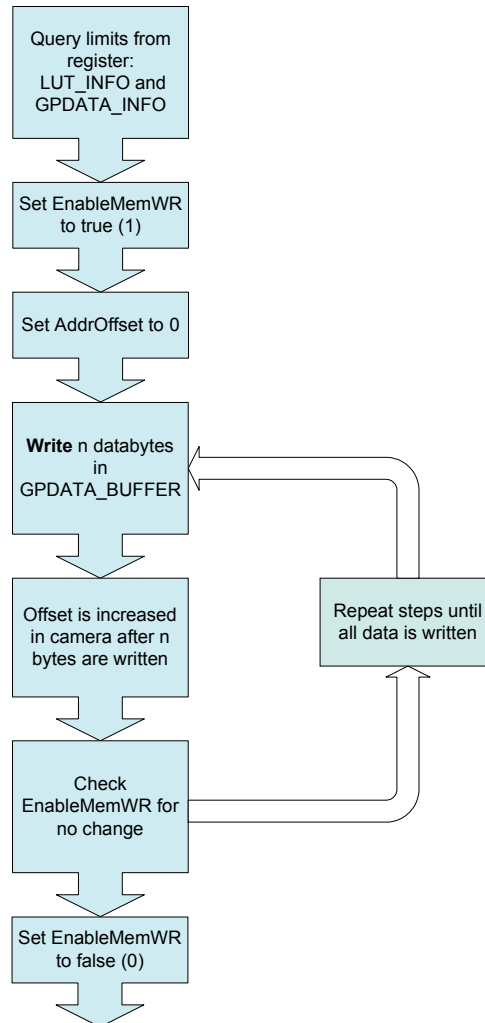 Query limits from
register:
LUT_INFO and
GPDATA_INFO
Set EnableMemWR
to true (1)
Set AddrOffset to 0
Write n databytes
in
GPDATA_BUFFER
Offset is increased
in camera after n
bytes are written
Repeat steps until
all data is written
Check
EnableMemWR for
no change
Set EnableMemWR
to false (0)